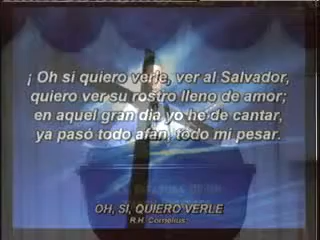 ¡ Oh si quiero verle, ver al Salvador,
quiero ver su rostro lleno de amor;
en aquel gran dia yo he de cantar,
ya pasó todo afán, todo mi pesar.
OH, SI, QUIERO VERLE
R.H. Cornelius;